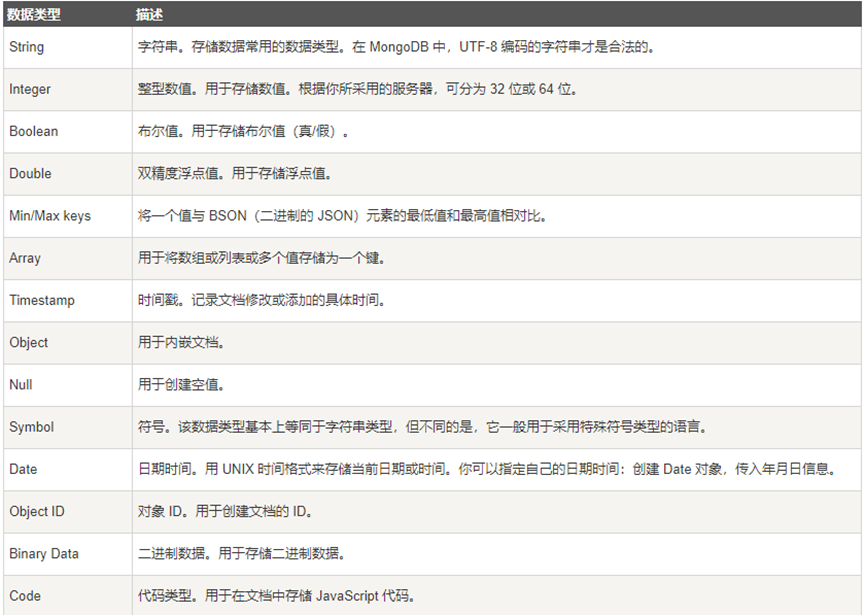 数据类型 描述
String 字符串。存储数据常用的数据类型。在 MongoDB 中，UTF-8 编码的字符串才是合法的。
Integer 整型数值。用于存储数值。根据你所采用的服务器，可分为 32 位或 64 位。
Boolean 布尔值。用于存储布尔值（真/假）。
Double 双精度浮点值。用于存储浮点值。
Min/Max keys 将一个值与 BSON（二进制的 JSON）元素的最低值和最高值相对比。
Array 用于将数组或列表或多个值存储为一个键。
Timestamp 时间戳。记录文档修改或添加的具体时间。
Object 用于内嵌文档。
Null 用于创建空值。
Symbol 符号。该数据类型基本上等同于字符串类型，但不同的是，它一般用于采用特殊符号类型的语言。
Date 日期时间。用 UNIX 时间格式来存储当前日期或时间。你可以指定自己的日期时间：创建 Date 对象，传入年月日信息。
Object ID 对象 ID。用于创建文档的 ID。
Binary Data 二进制数据。用于存储二进制数据。
Code 代码类型。用于在文档中存储 JavaScript 代码。